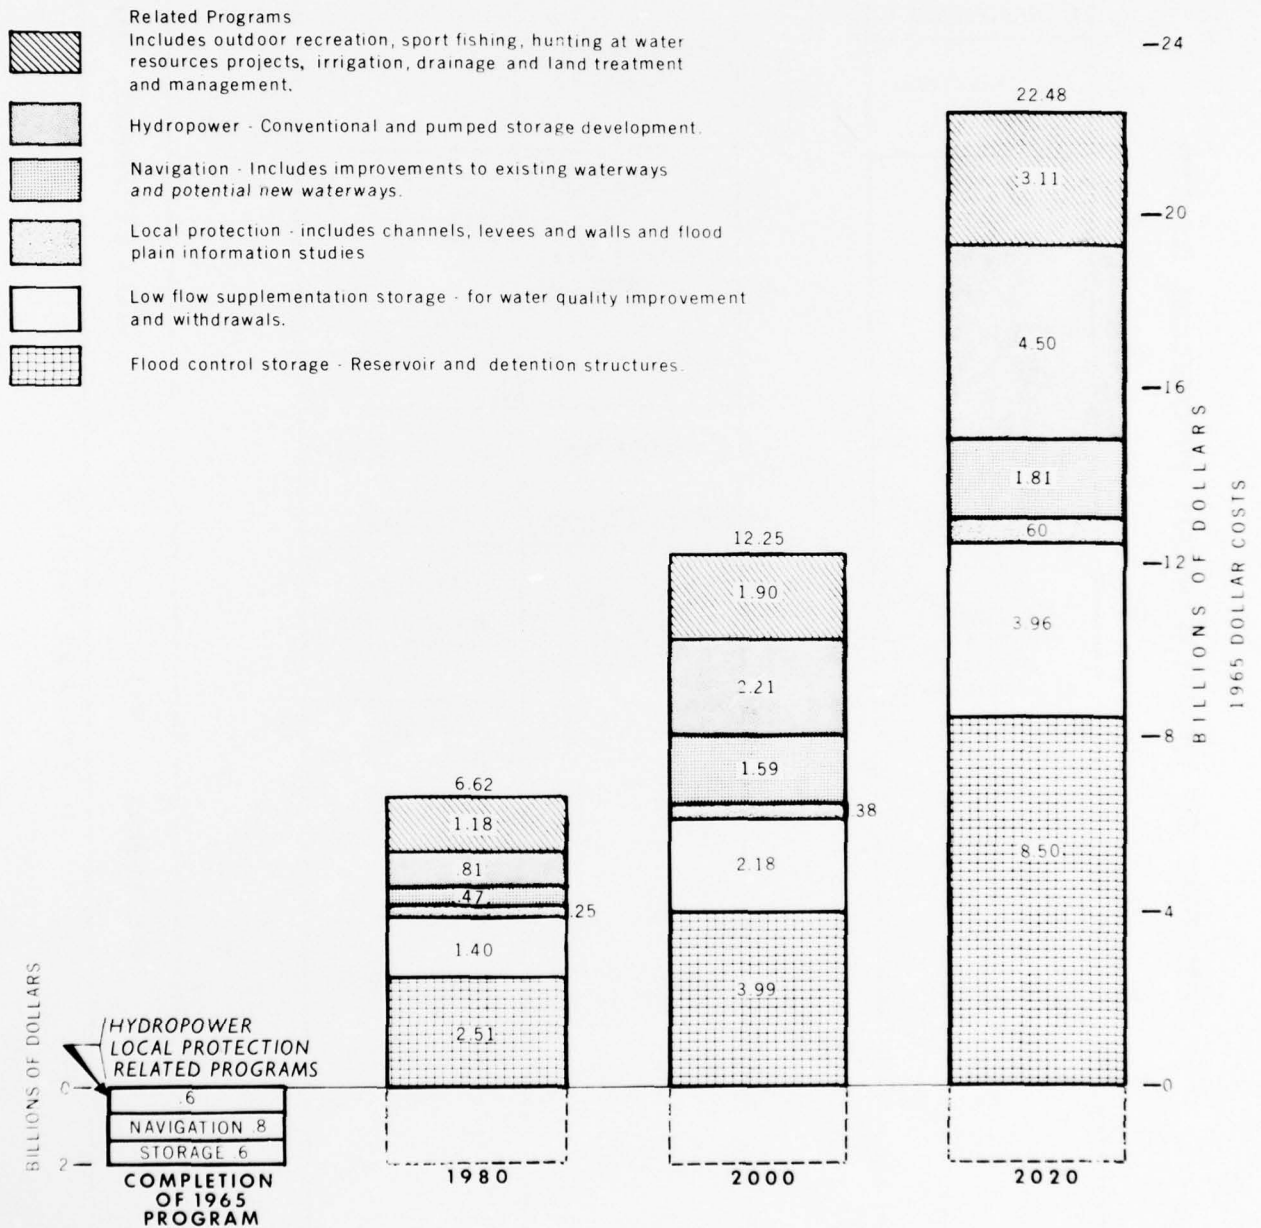 Related Programs
Includes outdoor recreation, sport fishing, hunting at water
resources projects, irrigation, drainage and land treatment
and management.
Hydropower - Conventional and pumped storage development.
Navigation - Includes improvements to existing waterways
and potential new waterways.
Local protection - includes channels, levees and walls and flood
plain information studies
Low flow supplementation storage - for water quality improvement
and withdrawals.
Flood control storage - Reservoir and detention structures.
24
20
16
12
8
4
0
BILLIONS OF DOLLARS
1965 DOLLAR COSTS
22.48
3.11
4.50
1.81
60
3.96
8.50
12.25
1.90
2.21
1.59
38
2.18
3.99
6.62
1.18
.81
.47
.25
1.40
2.51
BILLIONS OF DOLLARS
0
2
HYDROPOWER
LOCAL PROTECTION
RELATED PROGRAMS
.6
NAVIGATION .8
STORAGE .6
COMPLETION
OF 1965
PROGRAM
1980
2000
2020